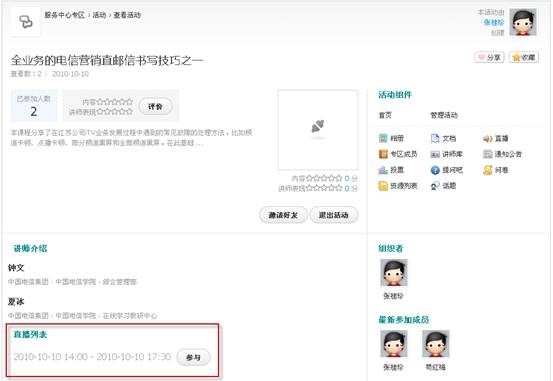 服务中心专区 › 活动 › 查看活动
本活动由
张桂珍
创建
全业务的电信营销直邮信书写技巧之一
查看数：2 | 2010-10-10
分享
收藏
已参加人数
2
内容
讲师表现
评价
本课程分享了在江苏公司ITV业务发展过程中遇到的常见故障的处理方法，比如频道卡顿、点播卡顿、部分频道黑屏和全部频道黑屏。在此基础 ...
内容 0 分
讲师表现 0 分
邀请好友
退出活动
活动组件
首页 管理活动
相册 文档 直播
专区成员 讲师库 通知公告
投票 提问吧 问卷
资源列表 话题
讲师介绍
钟文
中国电信集团 - 中国电信学院 - 综合管理部
夏冰
中国电信集团 - 中国电信学院 - 在线学习教研中心
直播列表
2010-10-10 14:00 - 2010-10-10 17:30
参与
组织者
张桂珍
最新参加成员
张桂珍 苟红梅